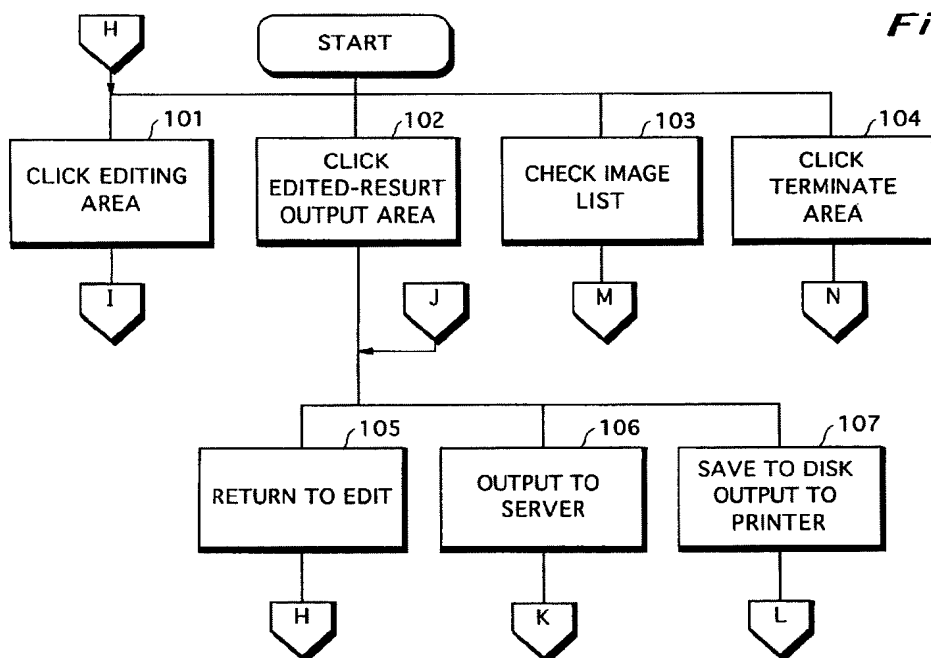 H
START
Fi
101
102
103
104
CLICK EDITING
AREA
CLICK
EDITED-RESURT
OUTPUT AREA
CHECK IMAGE
LIST
CLICK
TERMINATE
AREA
I
J
M
N
105
106
107
RETURN TO EDIT
OUTPUT TO
SERVER
SAVE TO DISK
OUTPUT TO
PRINTER
H
K
L